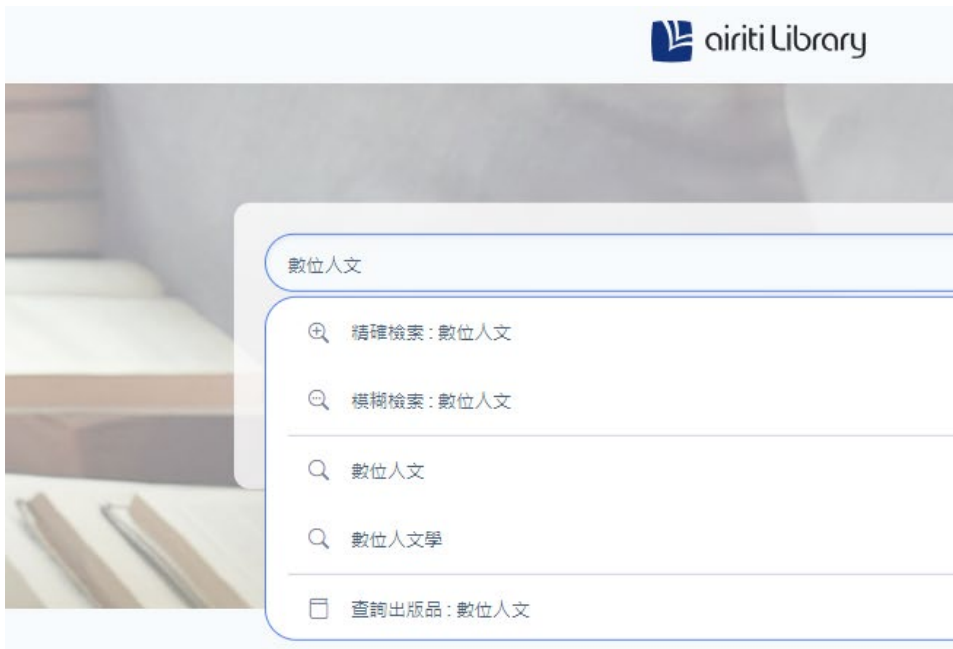 airiti Library
數位人文
精確檢索 : 數位人文
模糊檢索 : 數位人文
數位人文
數位人文學
查詢出版品 : 數位人文